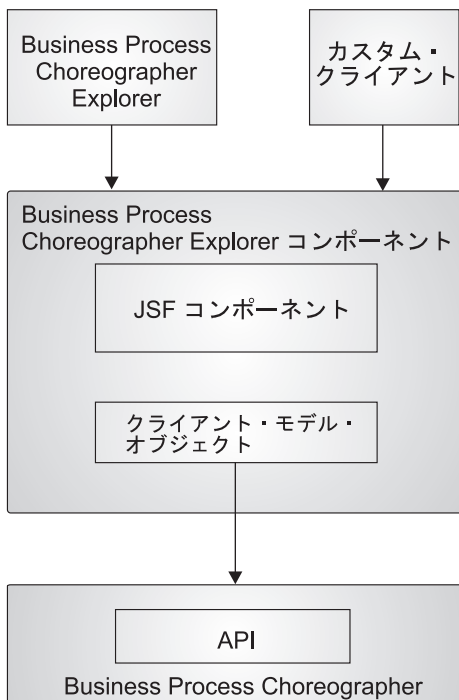 Business Process
Choreographer
Explorer
カスタム・
クライアント
Business Process
Choreographer Explorer コンポーネント
JSF コンポーネント
クライアント・モデル・
オブジェクト
API
Business Process Choreographer